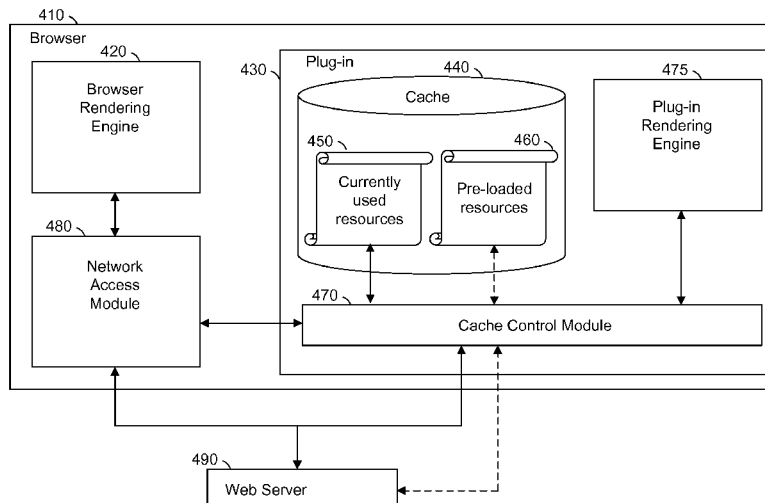 410
Browser
420
Browser
Rendering
Engine
430
Plug-in
440
Cache
450
Currently
used
resources
460
Pre-loaded
resources
475
Plug-in
Rendering
Engine
480
Network
Access
Module
470
Cache Control Module
490
Web Server